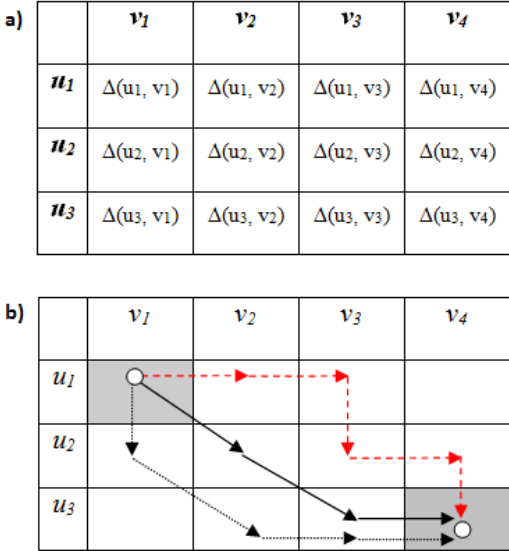 a)
v1 v2 v3 v4
u1 Δ(u1, v1) Δ(u1, v2) Δ(u1, v3) Δ(u1, v4)
u2 Δ(u2, v1) Δ(u2, v2) Δ(u2, v3) Δ(u2, v4)
u3 Δ(u3, v1) Δ(u3, v2) Δ(u3, v3) Δ(u3, v4)
b)
v1 v2 v3 v4
u1
u2
u3